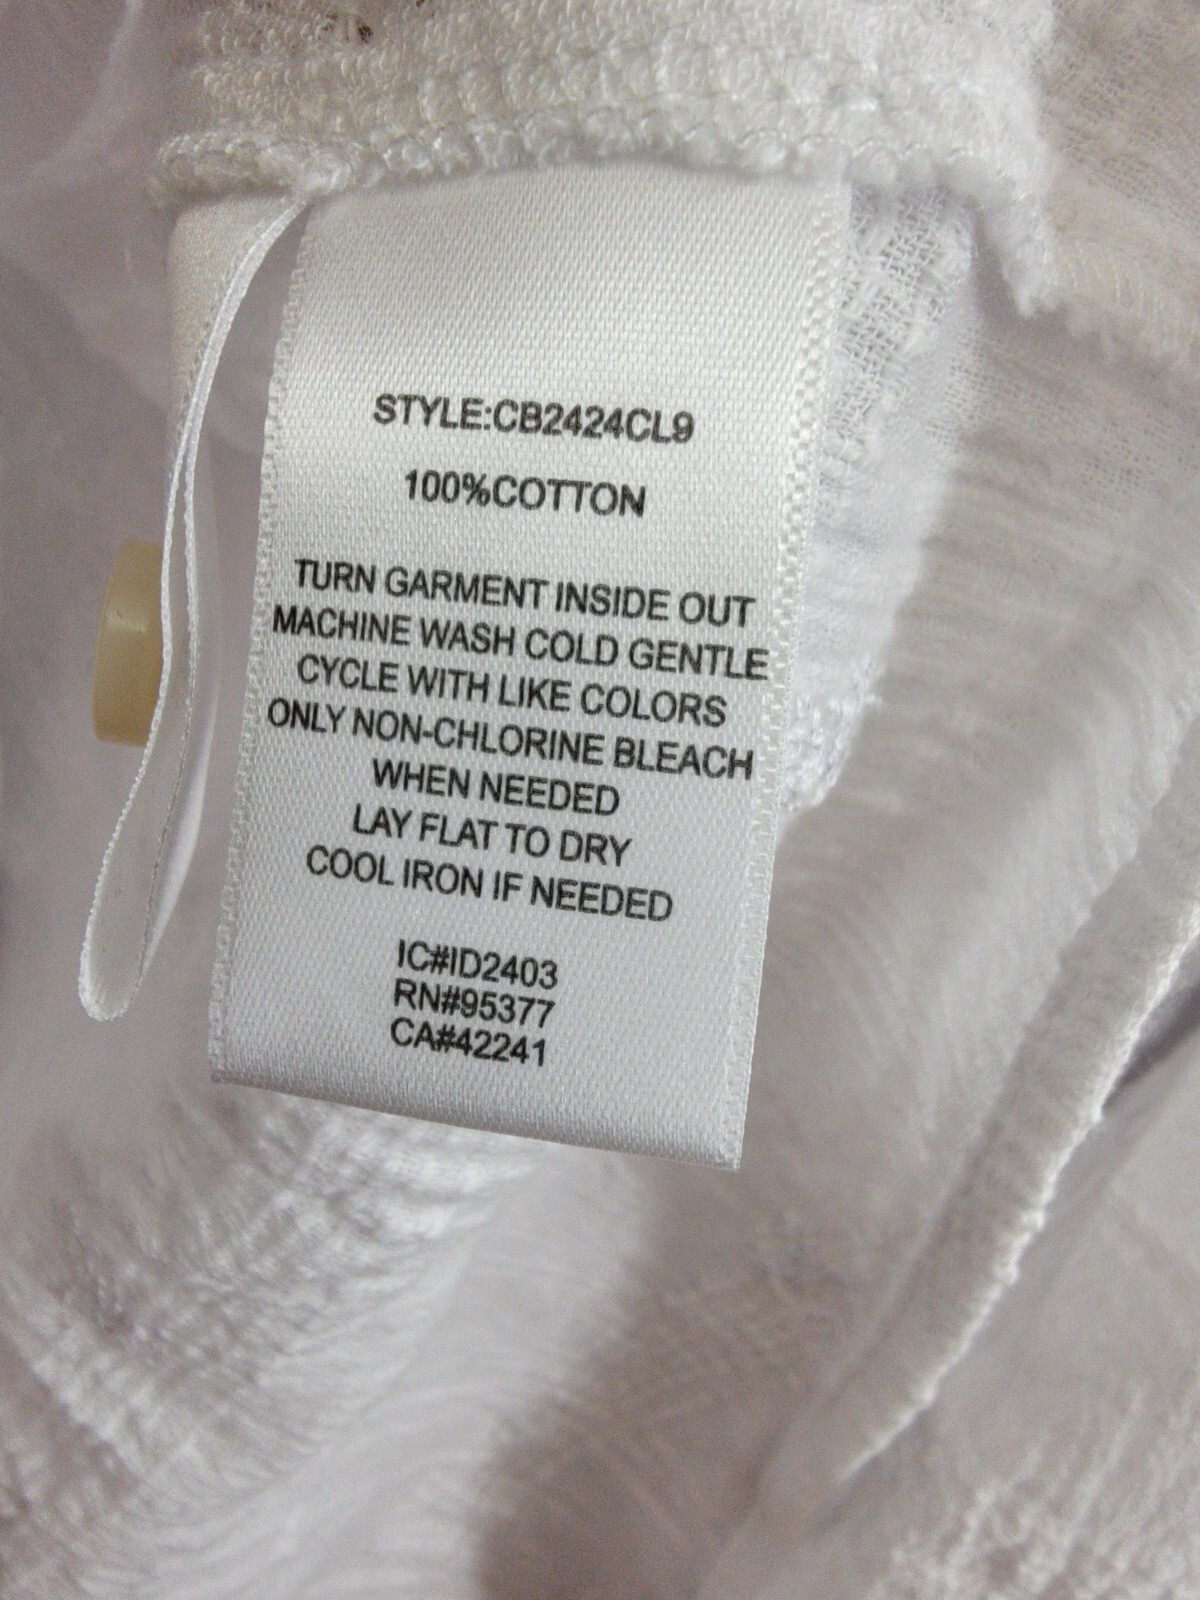 STYLE:CB2424CL9
100%COTTON
TURN GARMENT INSIDE OUT
MACHINE WASH COLD GENTLE
CYCLE WITH LIKE COLORS
ONLY NON-CHLORINE BLEACH
WHEN NEEDED
LAY FLAT TO DRY
COOL IRON IF NEEDED
IC#ID2403
RN#95377
CA#42241